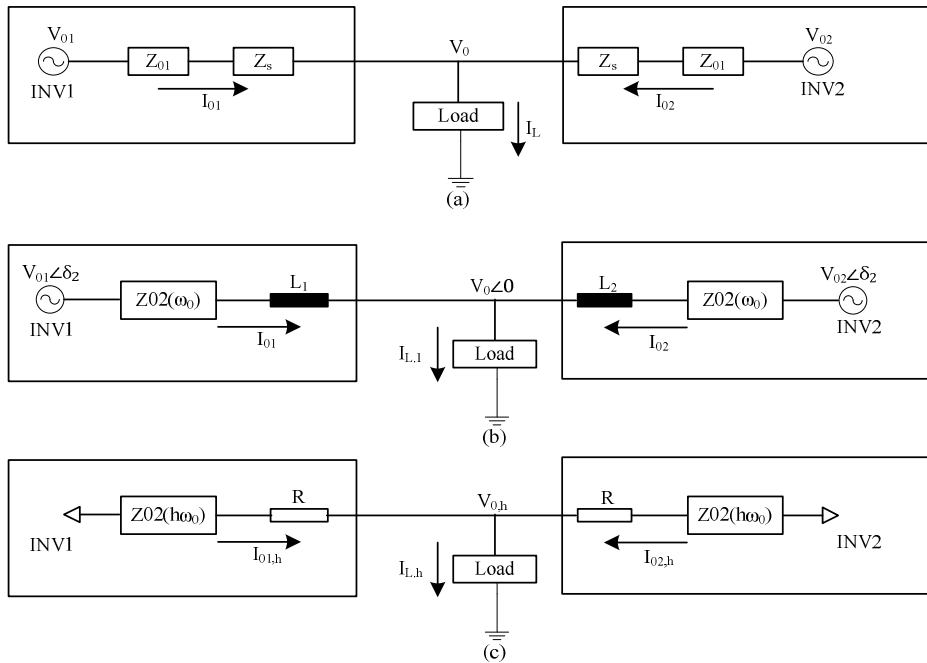 V01 V0 V02
Z01 Zs Zs Z01
INV1 I01 I02 INV2
Load IL
(a)
V01∠δ2 L1 V0∠0 L2 V02∠δ2
Z02(ω0) Z02(ω0)
INV1 I01 I02 INV2
IL,1 Load
(b)
R V0,h R
Z02(hω0) Z02(hω0)
INV1 I01,h I02,h INV2
IL,h Load
(c)